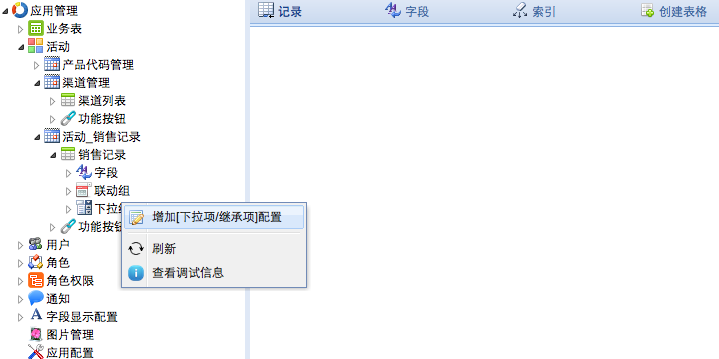 应用管理
业务表
活动
产品代码管理
渠道管理
渠道列表
功能按钮
活动_销售记录
销售记录
字段
联动组
下拉
功能按钮
用户
角色
角色权限
通知
字段显示配置
图片管理
应用配置
记录 字段 索引 创建表格
增加[下拉项/继承项]配置
刷新
查看调试信息